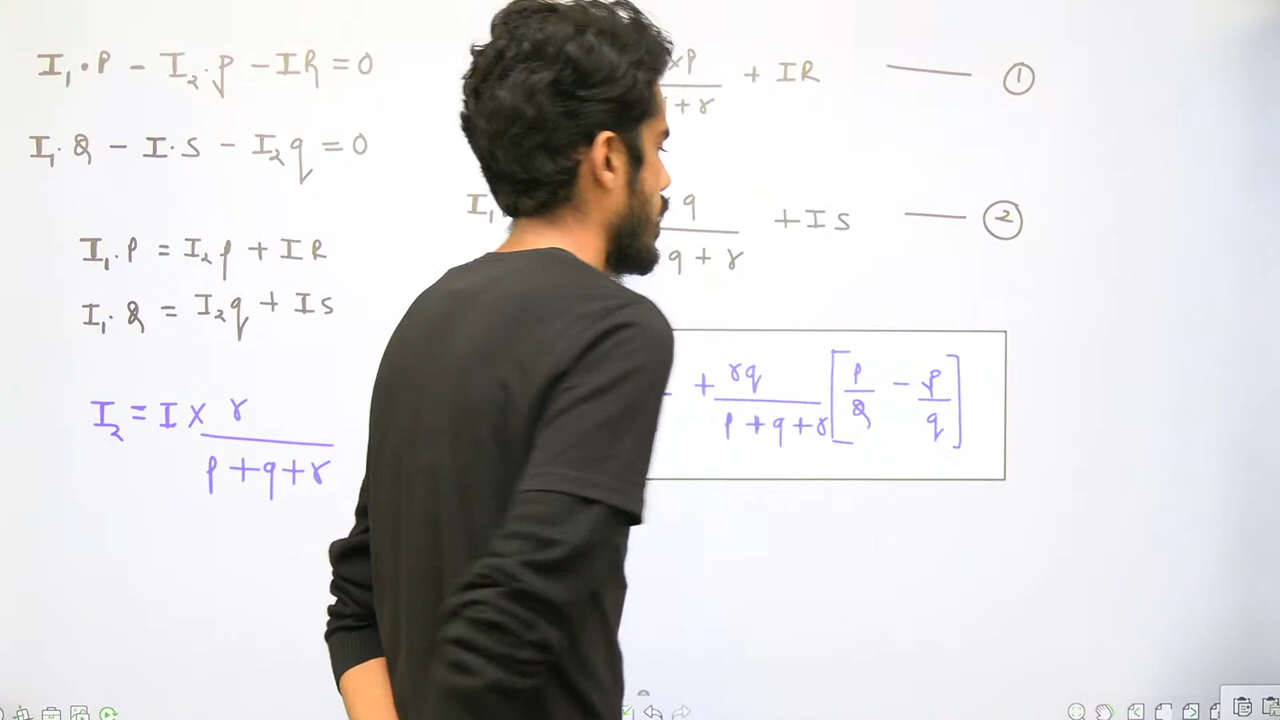 I₁·P - I₂·p - IR = 0
I₁·Q - I·S - I₂q = 0
I₁·P = I₂p + IR
I₁·Q = I₂q + IS
I₂ = I × r
p + q + r
×P + IR —— ①
+ r
I₁ q + IS —— ②
q + r
+ rq [ P - p
p + q + r Q q ]